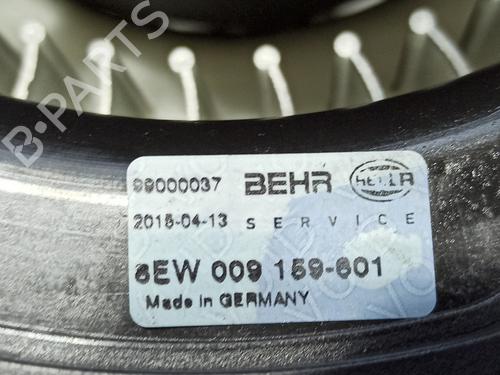 B-PARTS
99000037 BEHR HELLA
2015-04-13 SERVICE
8EW 009 159-601
Made in GERMANY